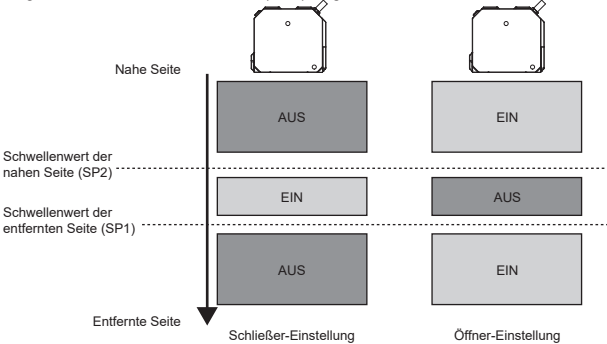 Nahe Seite
AUS
EIN
Schwellenwert der
nahen Seite (SP2)
EIN
AUS
Schwellenwert der
entfernten Seite (SP1)
AUS
EIN
Entfernte Seite
Schließer-Einstellung
Öffner-Einstellung